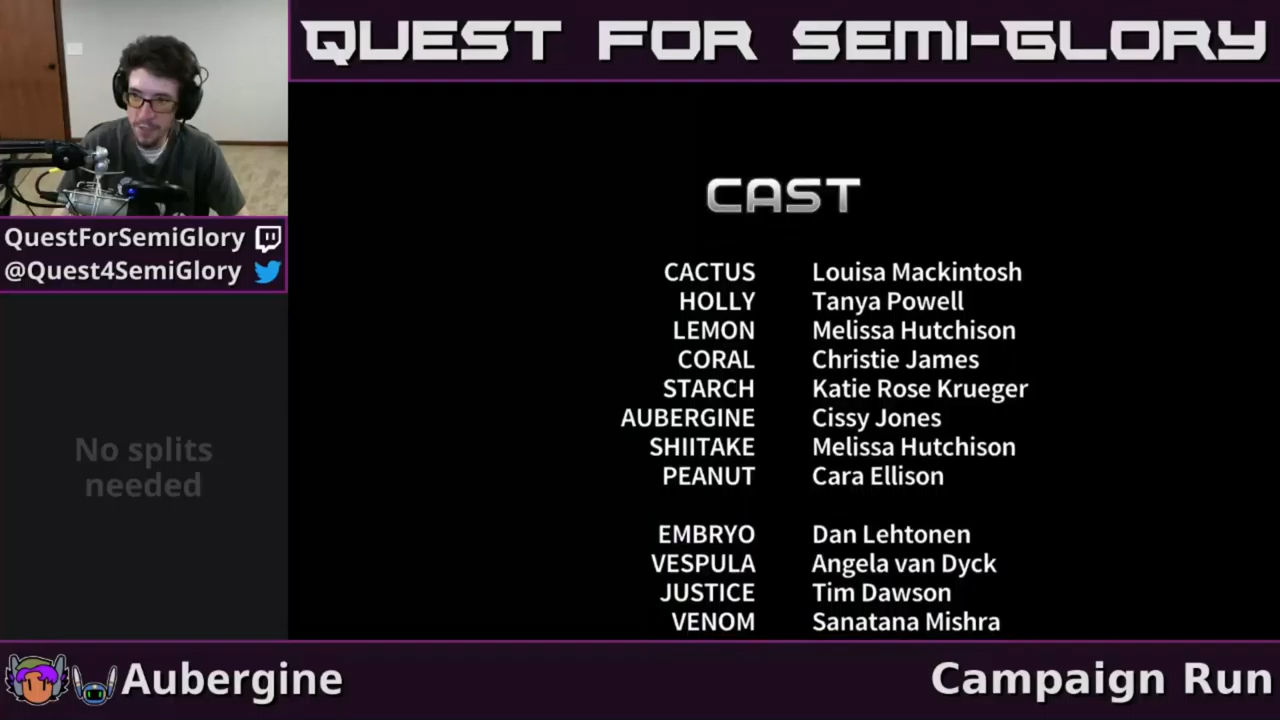 QUEST FOR SEMI-GLORY
QuestForSemiGlory
@Quest4SemiGlory
No splits
needed
CAST
CACTUS Louisa Mackintosh
HOLLY Tanya Powell
LEMON Melissa Hutchison
CORAL Christie James
STARCH Katie Rose Krueger
AUBERGINE Cissy Jones
SHIITAKE Melissa Hutchison
PEANUT Cara Ellison
EMBRYO Dan Lehtonen
VESPULA Angela van Dyck
JUSTICE Tim Dawson
VENOM Sanatana Mishra
Aubergine
Campaign Run